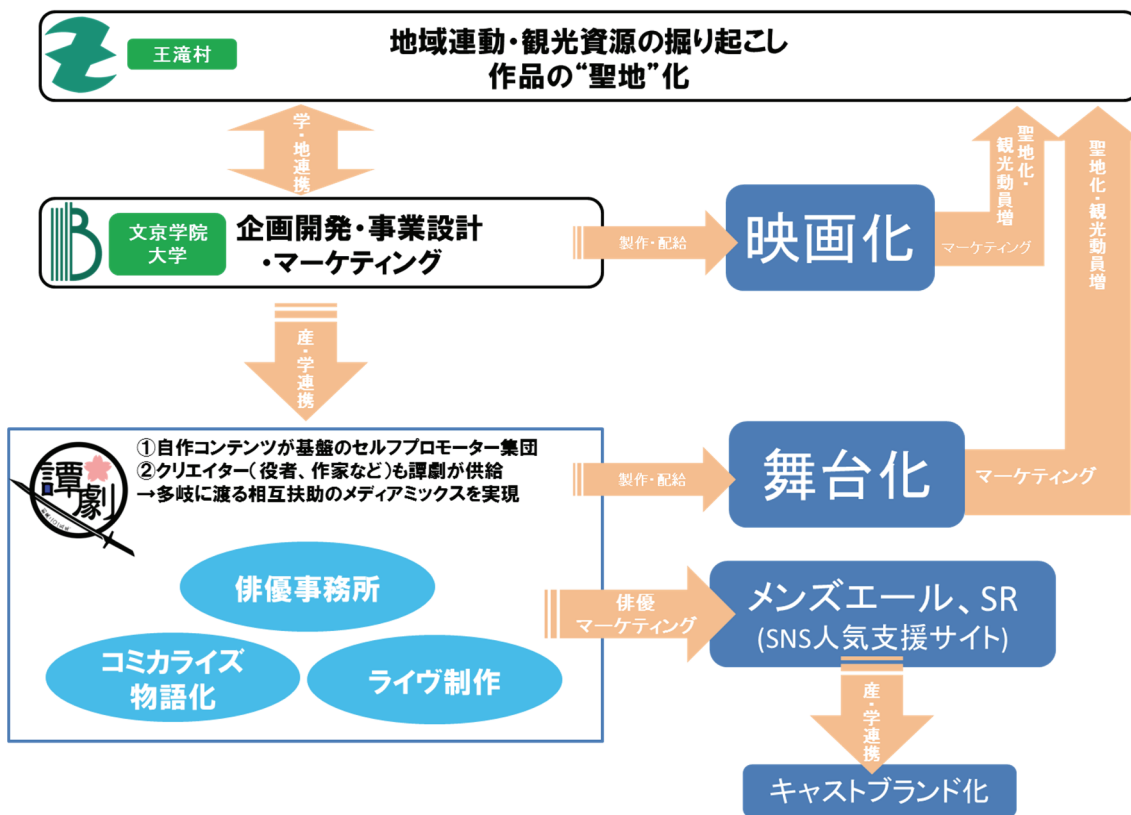 王滝村
地域連動・観光資源の掘り起こし
作品の“聖地”化
学・地連携
聖地化・
観光動員増
聖地化・観光動員増
文京学院
大学
企画開発・事業設計
・マーケティング
製作・配給
映画化
マーケティング
産・学連携
譚劇
①自作コンテンツが基盤のセルフプロモーター集団
②クリエイター(役者、作家など)も譚劇が供給
→多岐に渡る相互扶助のメディアミックスを実現
製作・配給
舞台化
マーケティング
俳優事務所
コミカライズ
物語化
ライヴ制作
俳優
マーケティング
メンズエール、SR
(SNS人気支援サイト)
産・学連携
キャストブランド化